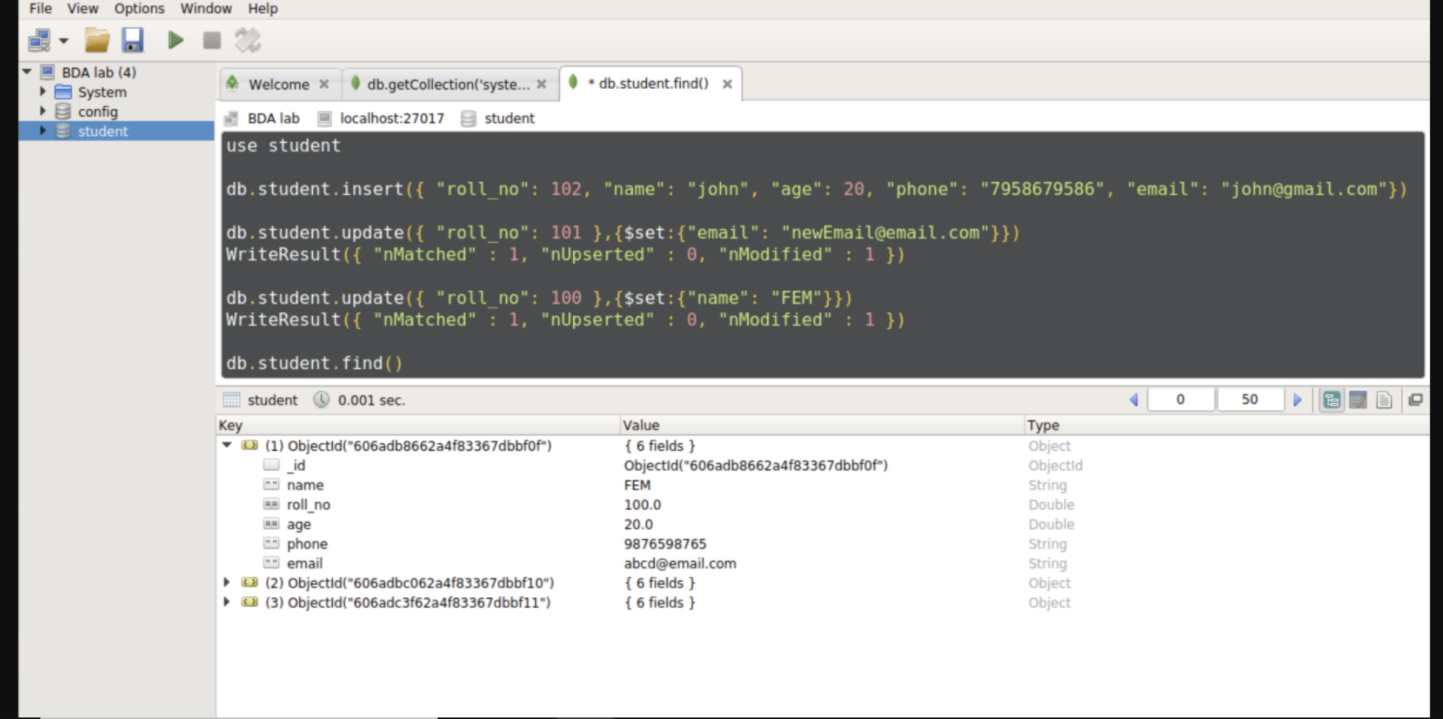 File View Options Window Help
BDA lab (4)
System
config
student
Welcome
db.getCollection('syste...
* db.student.find()
BDA lab localhost:27017 student
use student
db.student.insert({ "roll_no": 102, "name": "john", "age": 20, "phone": "7958679586", "email": "john@gmail.com"})
db.student.update({ "roll_no": 101 },{$set:{"email": "newEmail@email.com"}})
WriteResult({ "nMatched" : 1, "nUpserted" : 0, "nModified" : 1 })
db.student.update({ "roll_no": 100 },{$set:{"name": "FEM"}})
WriteResult({ "nMatched" : 1, "nUpserted" : 0, "nModified" : 1 })
db.student.find()
student 0.001 sec. 0 50
Key Value Type
(1) ObjectId("606adb8662a4f83367dbbf0f") { 6 fields } Object
_id ObjectId("606adb8662a4f83367dbbf0f") ObjectId
name FEM String
roll_no 100.0 Double
age 20.0 Double
phone 9876598765 String
email abcd@email.com String
(2) ObjectId("606adbc062a4f83367dbbf10") { 6 fields } Object
(3) ObjectId("606adc3f62a4f83367dbbf11") { 6 fields } Object